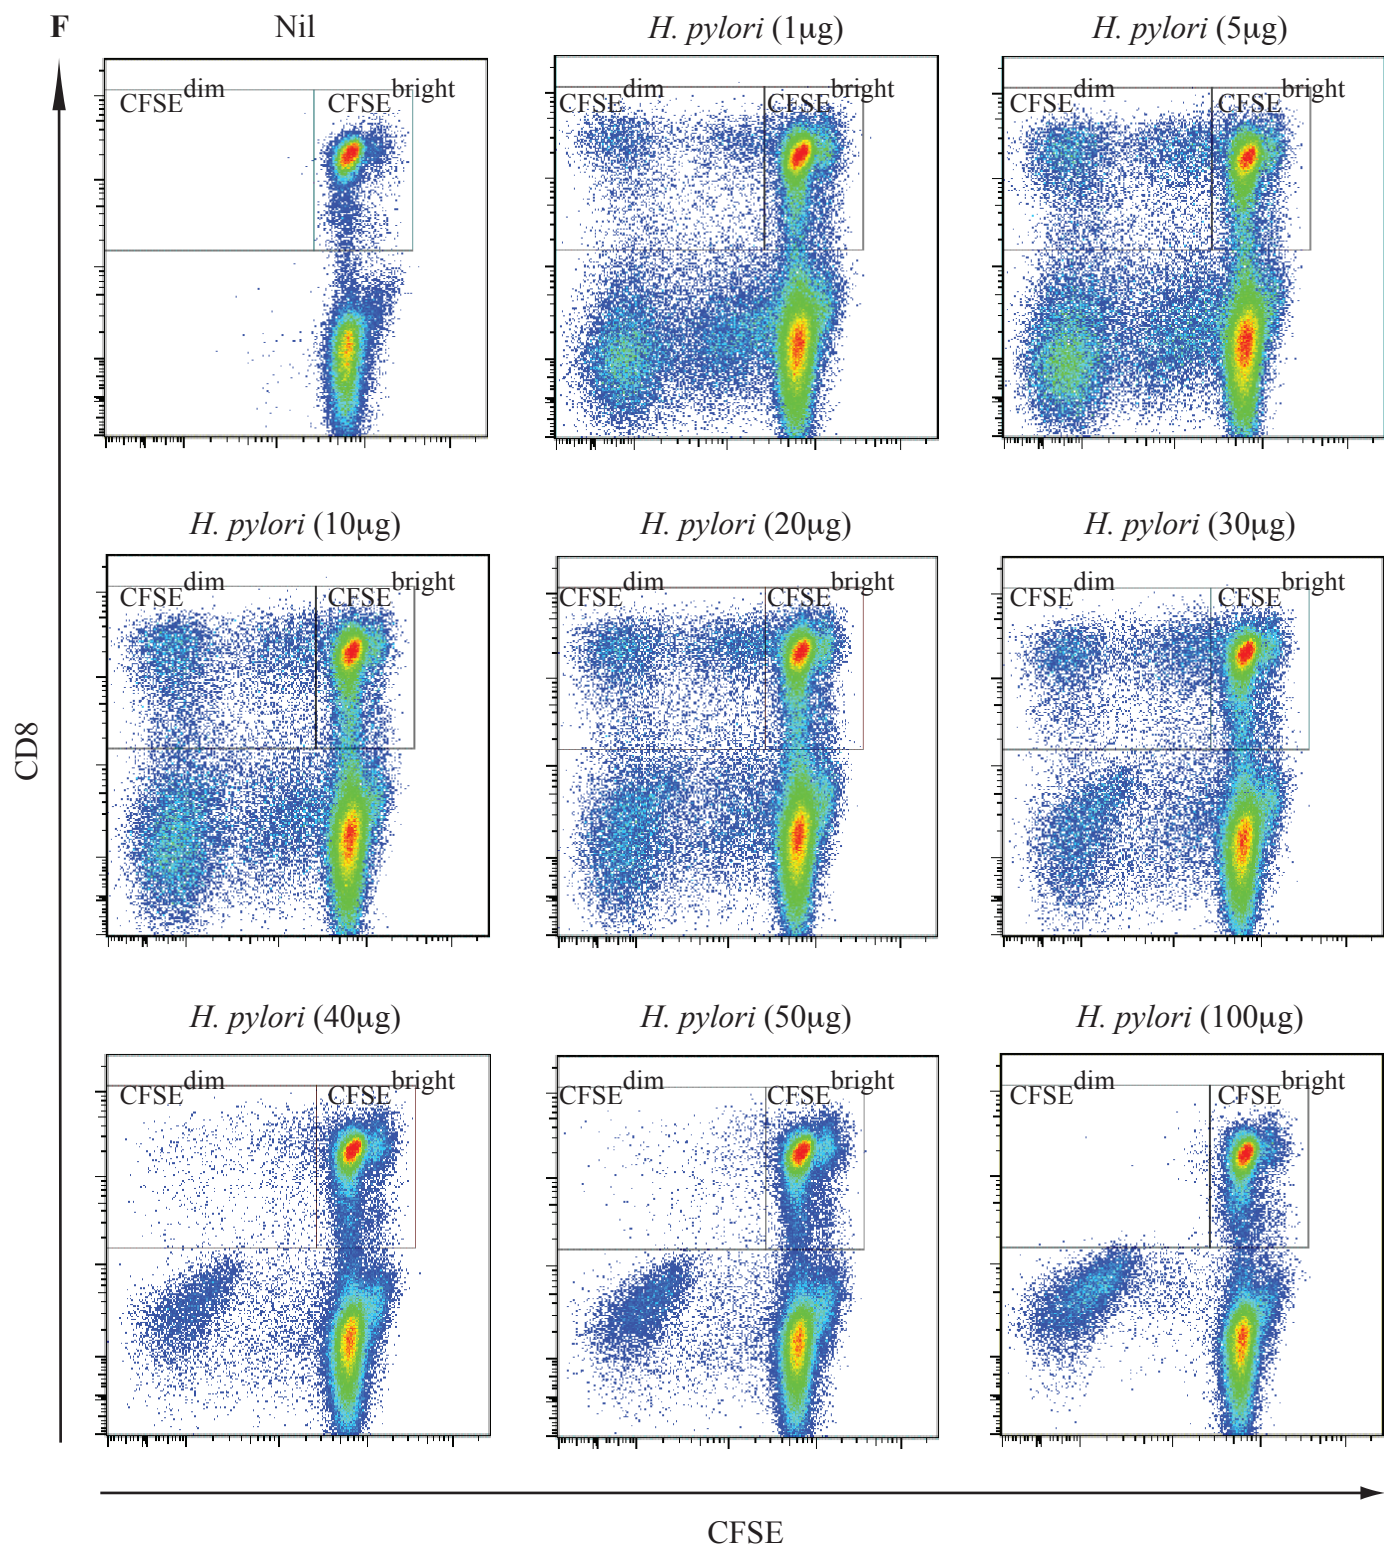 F
Nil
H. pylori (1μg)
H. pylori (5μg)
CFSEdim
CFSEbright
CFSEdim
CFSEbright
CFSEdim
CFSEbright
H. pylori (10μg)
H. pylori (20μg)
H. pylori (30μg)
CFSEdim
CFSEbright
CFSEdim
CFSEbright
CFSEdim
CFSEbright
CD8
H. pylori (40μg)
H. pylori (50μg)
H. pylori (100μg)
CFSEdim
CFSEbright
CFSEdim
CFSEbright
CFSEdim
CFSEbright
CFSE